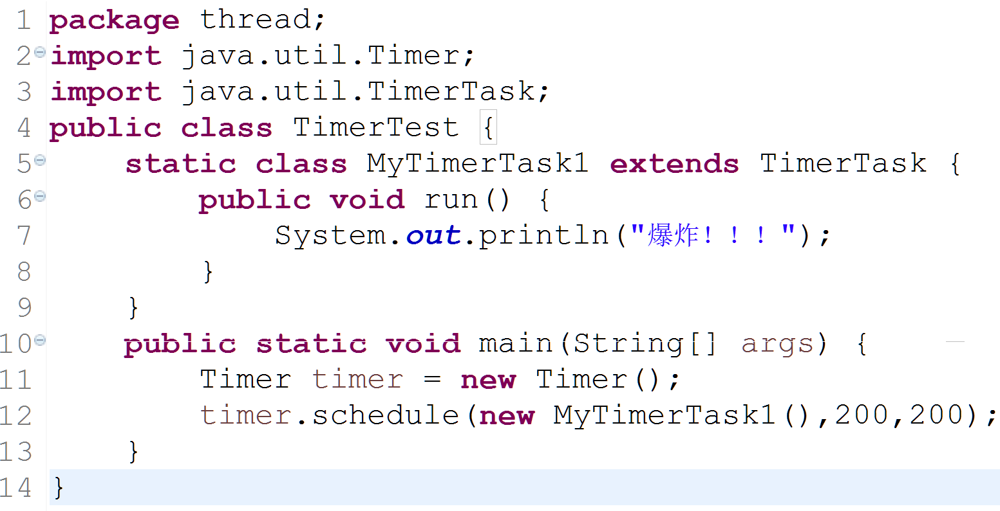 1 package thread;
2 import java.util.Timer;
3 import java.util.TimerTask;
4 public class TimerTest {
5     static class MyTimerTask1 extends TimerTask {
6         public void run() {
7             System.out.println("爆炸！！！");
8         }
9     }
10     public static void main(String[] args) {
11         Timer timer = new Timer();
12         timer.schedule(new MyTimerTask1(),200,200);
13     }
14 }